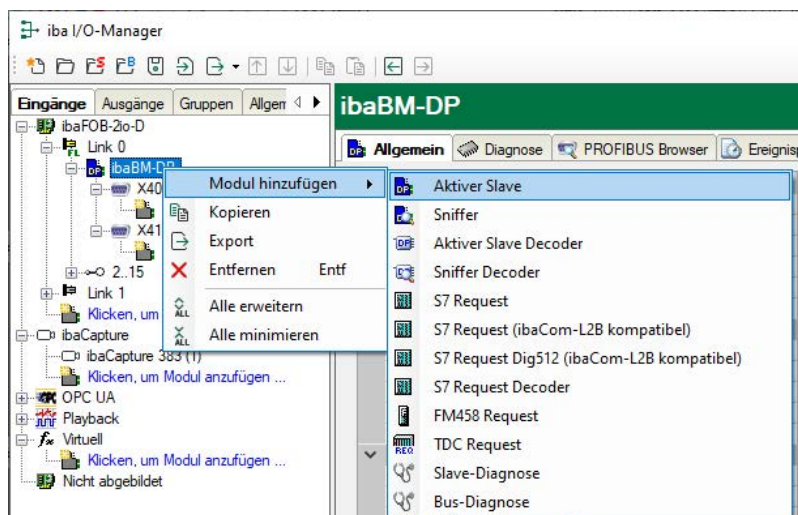 iba I/O-Manager
Eingänge Ausgänge Gruppen Allgem
ibaBM-DP
Allgemein Diagnose PROFIBUS Browser Ereignisp
ibaFOB-2io-D
Link 0
ibaBM-DP
X40
X41
2..15
Link 1
Klicken, um
ibaCapture
ibaCapture 383 (1)
Klicken, um Modul anzufügen ...
OPC UA
Playback
Virtuell
Klicken, um Modul anzufügen ...
Nicht abgebildet
Modul hinzufügen
Kopieren
Export
Entfernen Entf
Alle erweitern
Alle minimieren
Aktiver Slave
Sniffer
Aktiver Slave Decoder
Sniffer Decoder
S7 Request
S7 Request (ibaCom-L2B kompatibel)
S7 Request Dig512 (ibaCom-L2B kompatibel)
S7 Request Decoder
FM458 Request
TDC Request
Slave-Diagnose
Bus-Diagnose